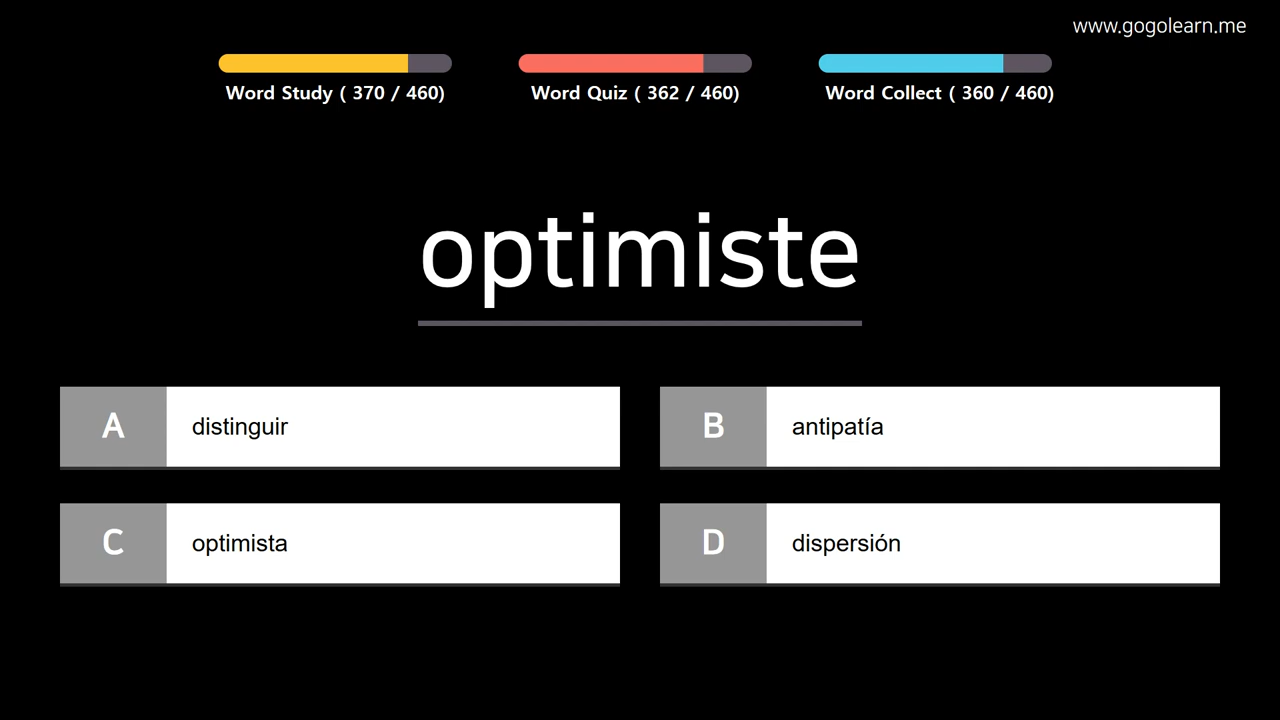 www.gogolearn.me
Word Study ( 370 / 460)
Word Quiz ( 362 / 460)
Word Collect ( 360 / 460)
optimiste
A distinguir
B antipatía
C optimista
D dispersión